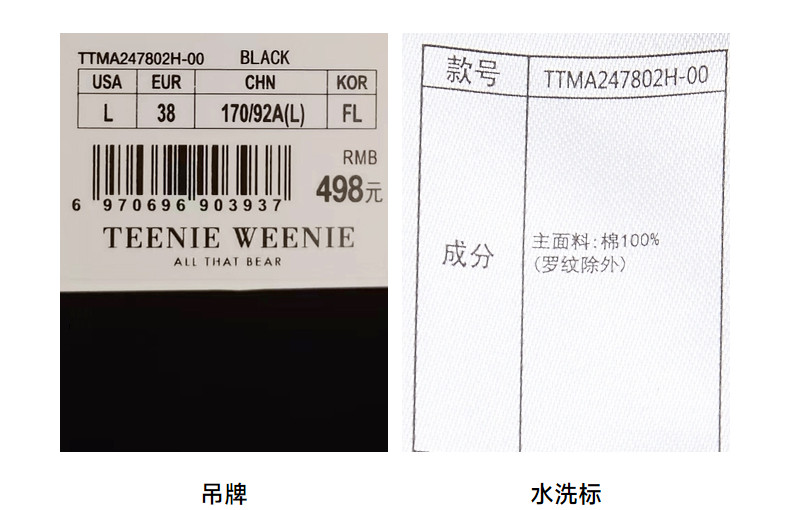 TTMA247802H-00 BLACK
USA EUR CHN KOR
L 38 170/92A(L) FL
RMB
498元
6 970696 903937
TEENIE WEENIE
ALL THAT BEAR
款号 TTMA247802H-00
成分 主面料:棉100%
(罗纹除外)
吊牌 水洗标